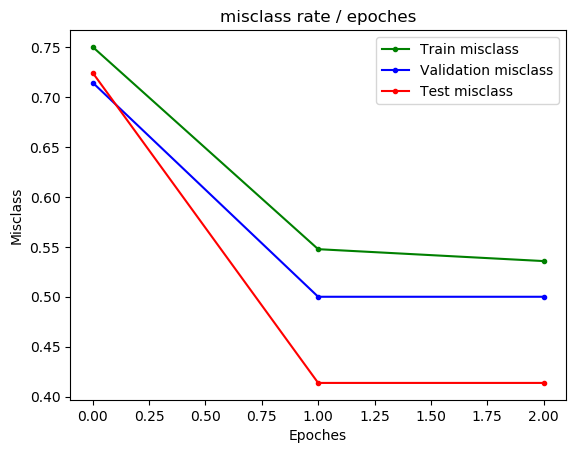 misclass rate / epoches
Train misclass
Validation misclass
Test misclass
Misclass
0.75
0.70
0.65
0.60
0.55
0.50
0.45
0.40
0.00 0.25 0.50 0.75 1.00 1.25 1.50 1.75 2.00
Epoches